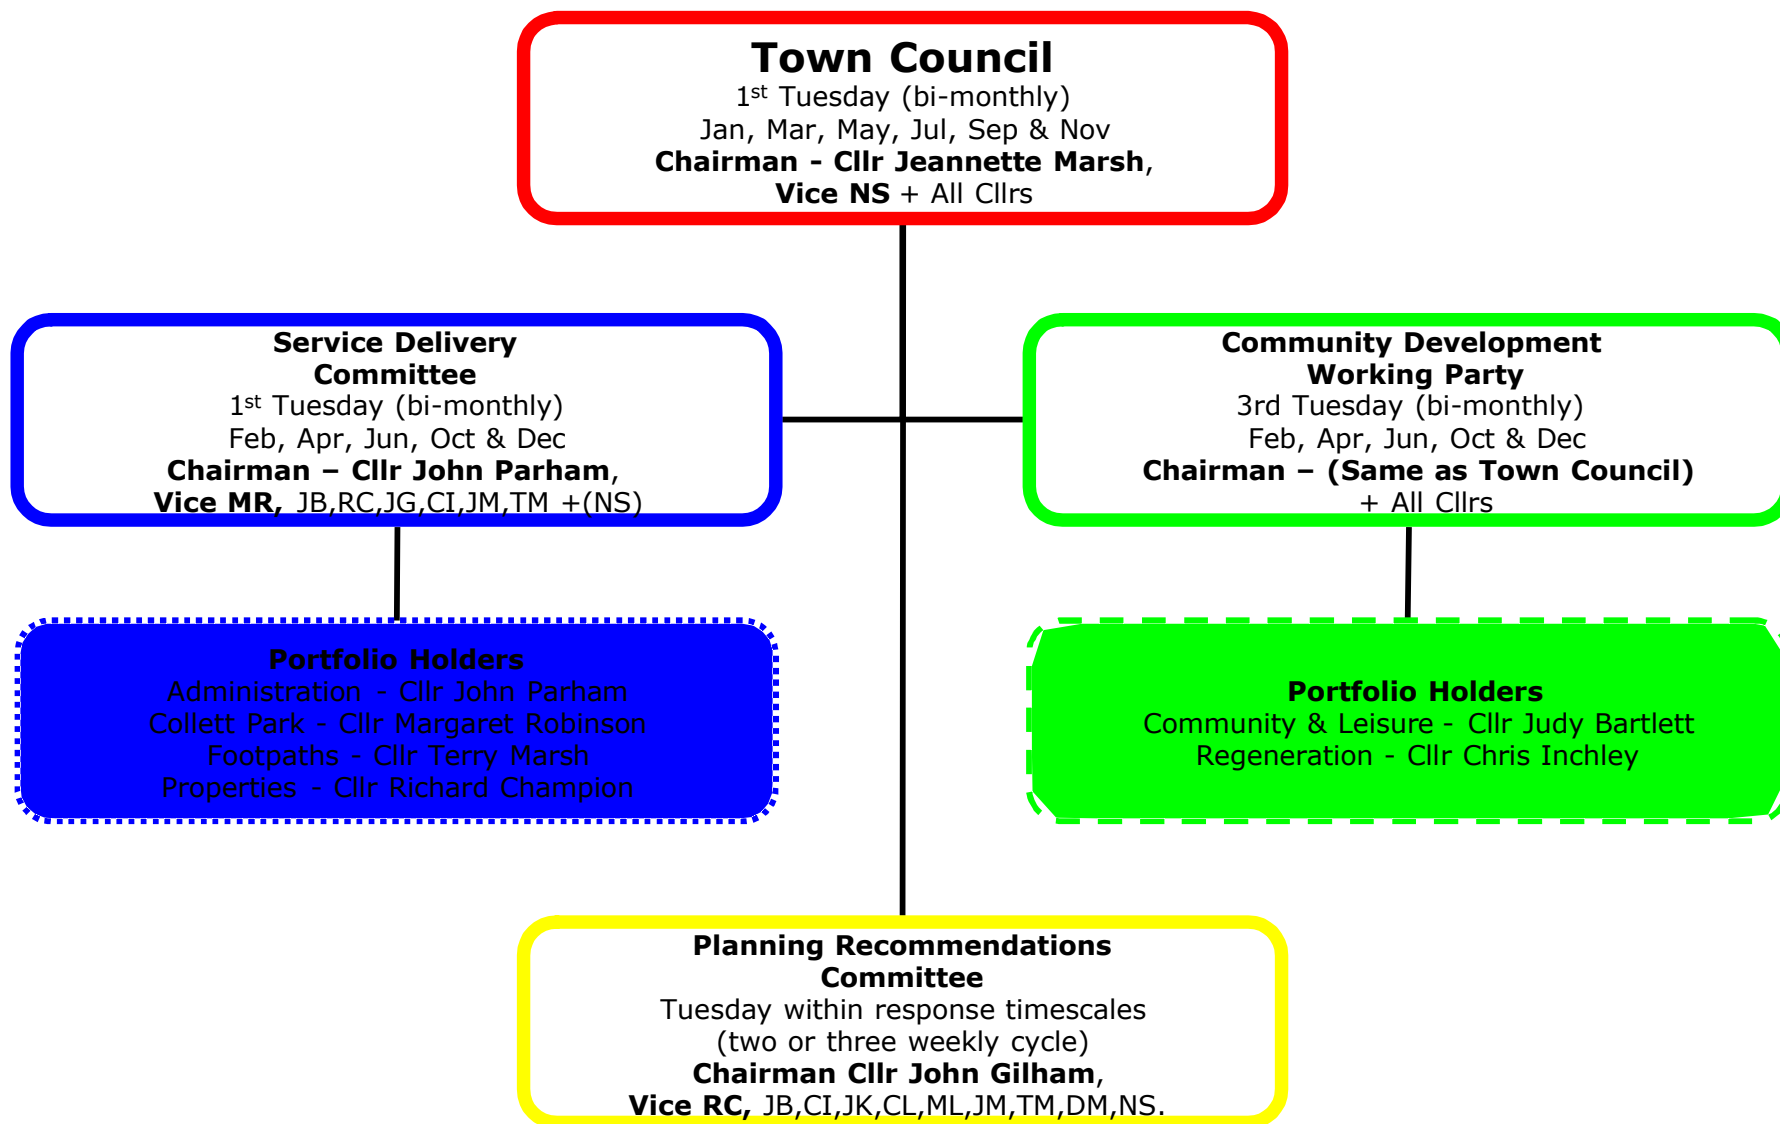 Town Council
1st Tuesday (bi-monthly)
Jan, Mar, May, Jul, Sep & Nov
Chairman - Cllr Jeannette Marsh,
Vice NS + All Cllrs
Service Delivery
Committee
1st Tuesday (bi-monthly)
Feb, Apr, Jun, Oct & Dec
Chairman – Cllr John Parham,
Vice MR, JB,RC,JG,CI,JM,TM +(NS)
Community Development
Working Party
3rd Tuesday (bi-monthly)
Feb, Apr, Jun, Oct & Dec
Chairman – (Same as Town Council)
+ All Cllrs
Portfolio Holders
Administration - Cllr John Parham
Collett Park - Cllr Margaret Robinson
Footpaths - Cllr Terry Marsh
Properties - Cllr Richard Champion
Portfolio Holders
Community & Leisure - Cllr Judy Bartlett
Regeneration - Cllr Chris Inchley
Planning Recommendations
Committee
Tuesday within response timescales
(two or three weekly cycle)
Chairman Cllr John Gilham,
Vice RC, JB,CI,JK,CL,ML,JM,TM,DM,NS.